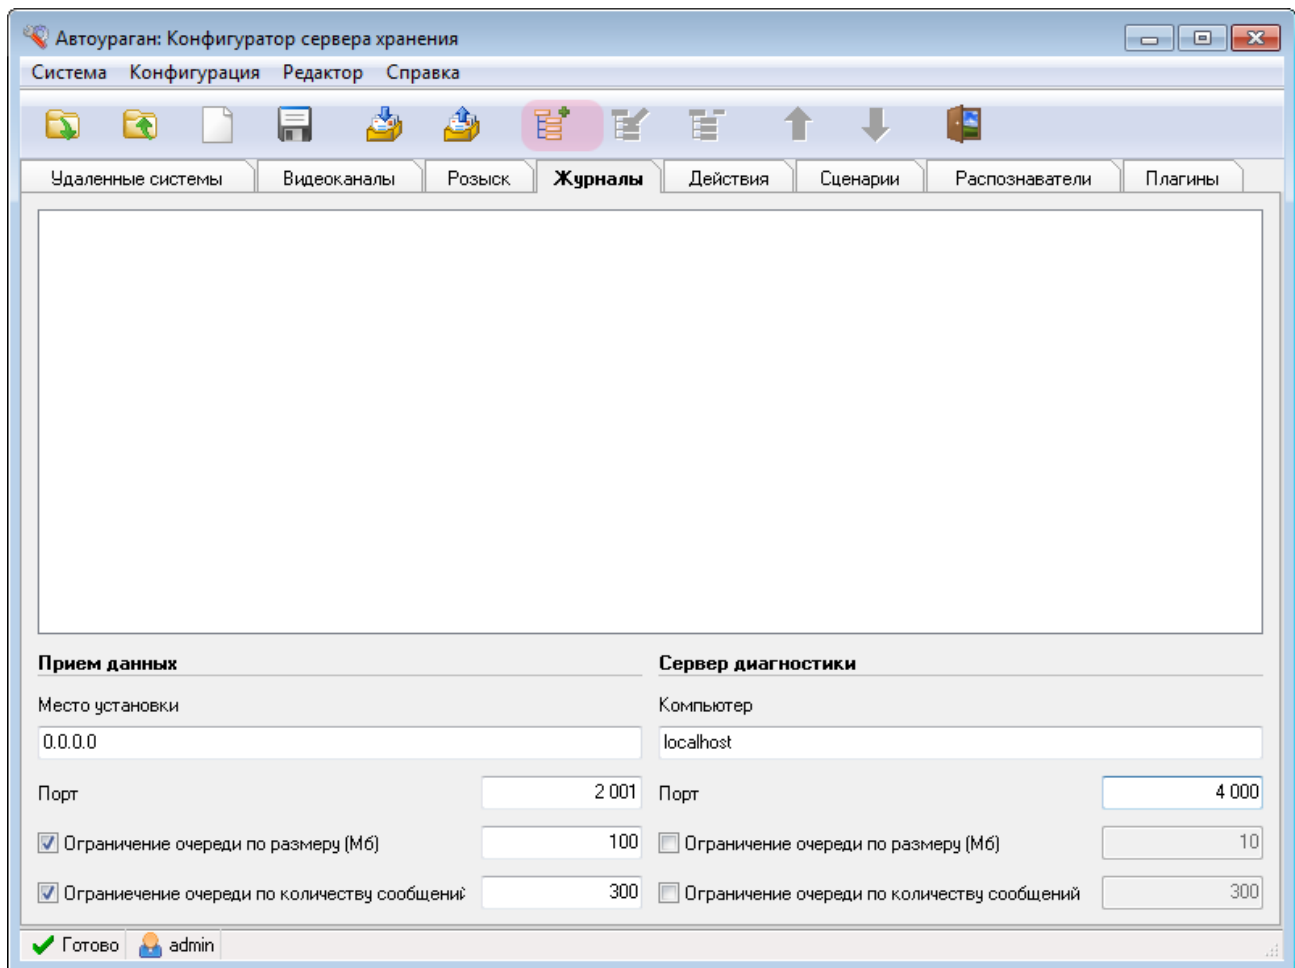 Автоураган: Конфигуратор сервера хранения
Система Конфигурация Редактор Справка
Удаленные системы Видеоканалы Розыск Журналы Действия Сценарии Распознаватели Плагины
Прием данных Сервер диагностики
Место установки Компьютер
0.0.0.0 localhost
Порт 2 001 Порт 4 000
Ограничение очереди по размеру (Мб) 100 Ограничение очереди по размеру (Мб) 10
Ограниечение очереди по количеству сообщений 300 Ограничение очереди по количеству сообщений 300
Готово admin